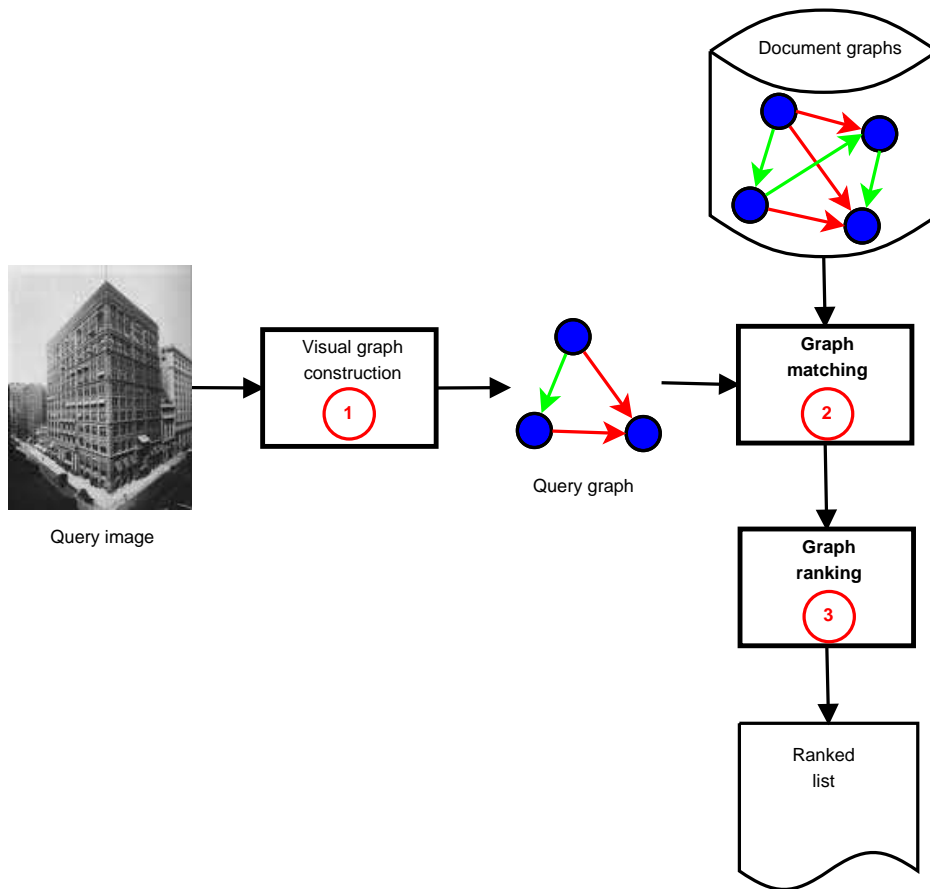 Document graphs
Visual graph
construction
1
Graph
matching
2
Query graph
Query image
Graph
ranking
3
Ranked
list